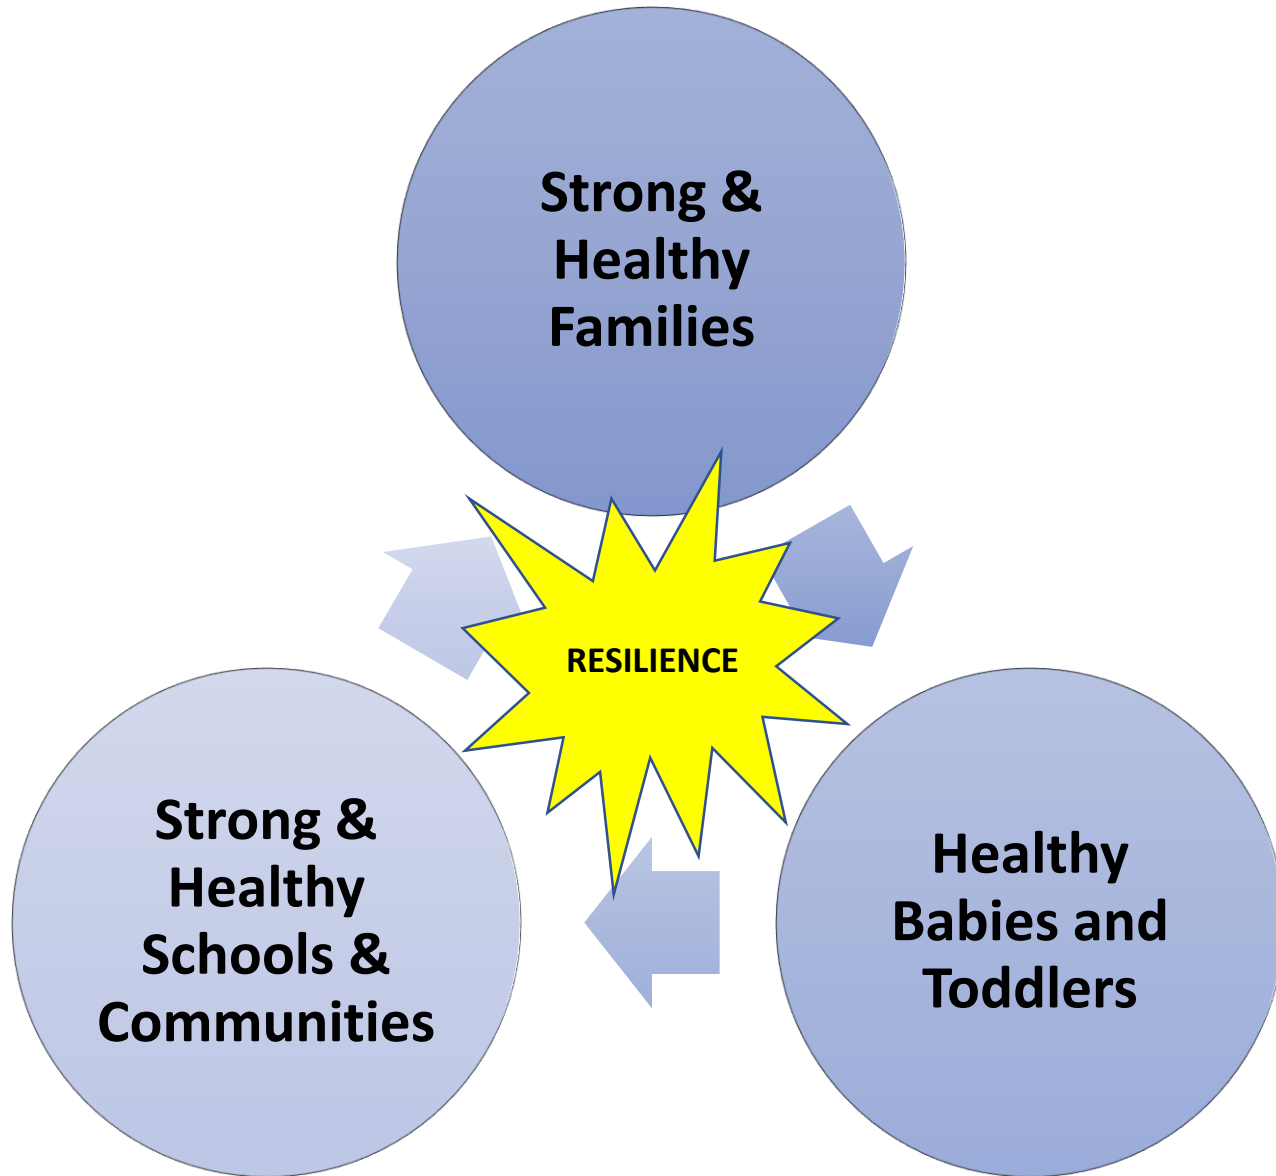 Strong &
Healthy
Families
RESILIENCE
Strong &
Healthy
Schools &
Communities
Healthy
Babies and
Toddlers